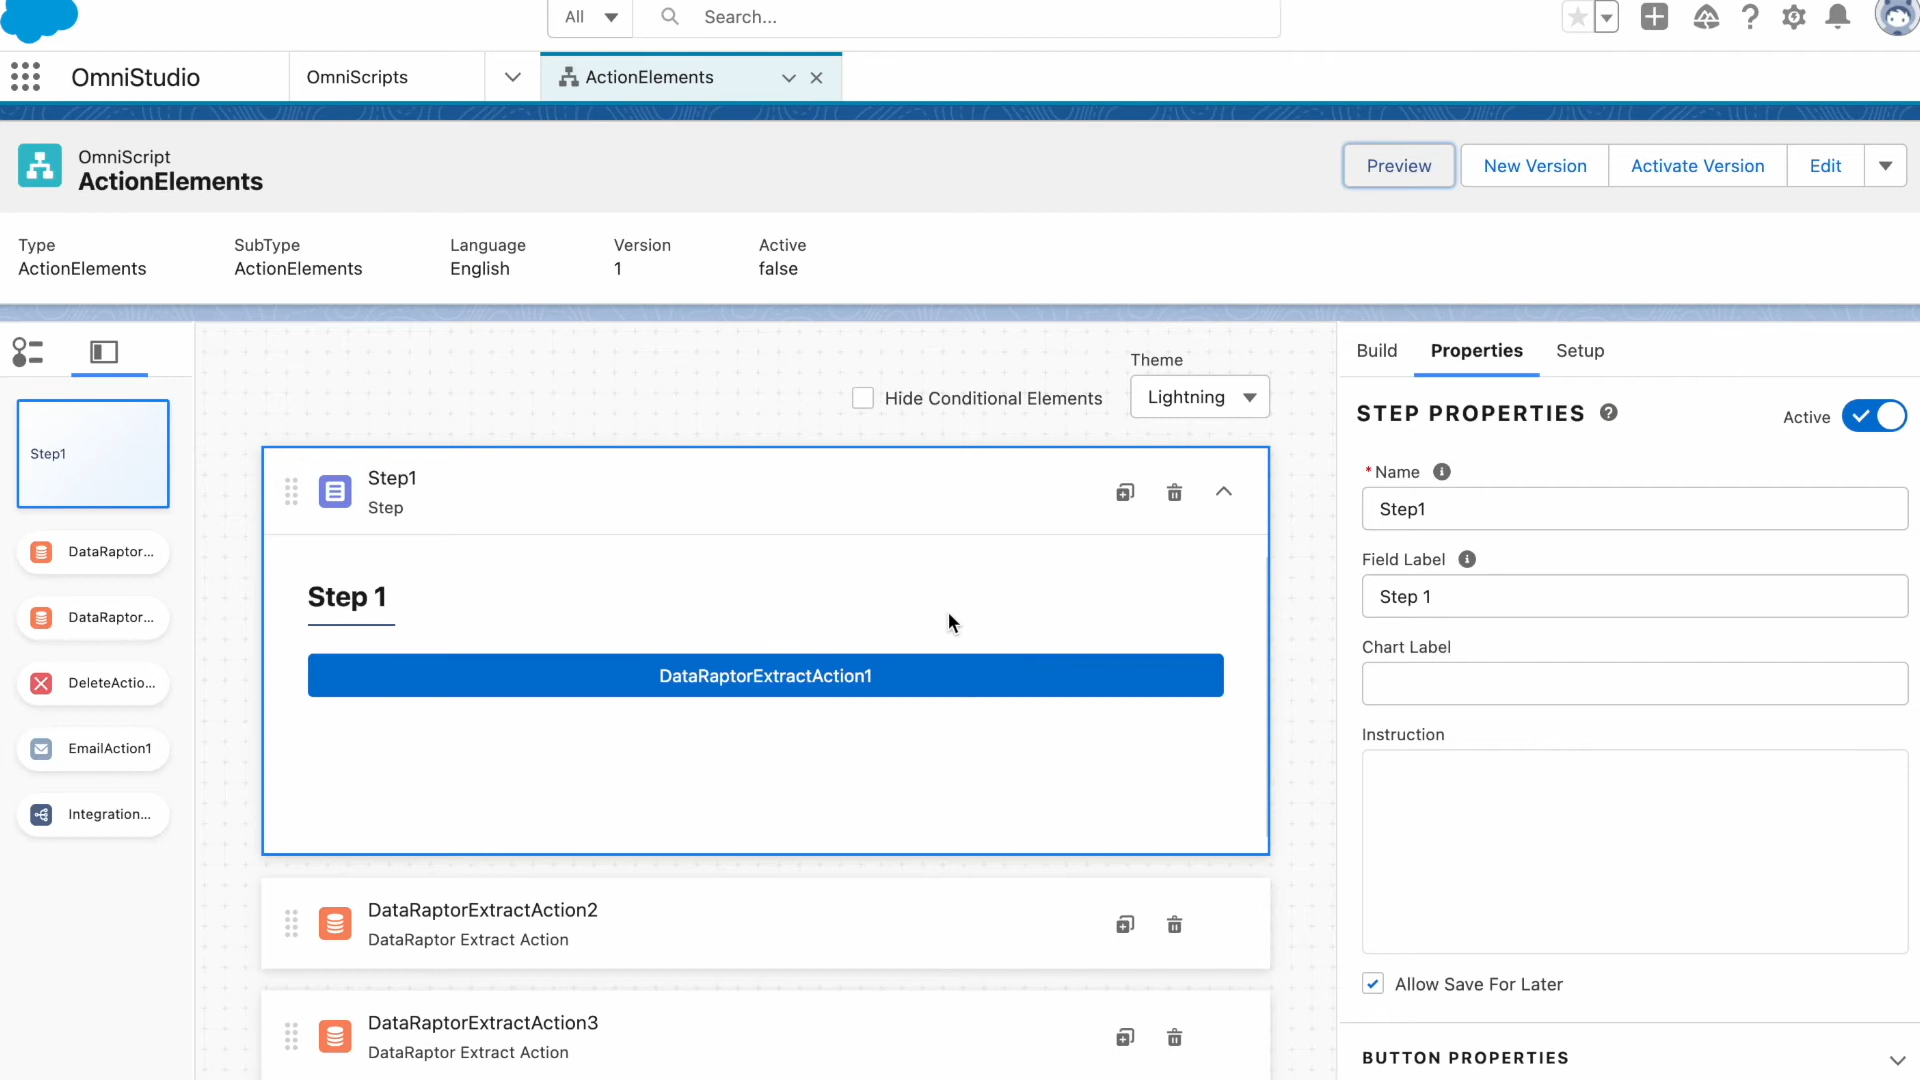 All
Search...
OmniStudio
OmniScripts
ActionElements
OmniScript
ActionElements
Preview
New Version
Activate Version
Edit
Type
ActionElements
SubType
ActionElements
Language
English
Version
1
Active
false
Step1
DataRaptor...
DataRaptor...
DeleteActio...
EmailAction1
Integration...
Hide Conditional Elements
Theme
Lightning
Step1
Step
Step 1
DataRaptorExtractAction1
DataRaptorExtractAction2
DataRaptor Extract Action
DataRaptorExtractAction3
DataRaptor Extract Action
Build
Properties
Setup
STEP PROPERTIES
Active
* Name
Step1
Field Label
Step 1
Chart Label
Instruction
Allow Save For Later
BUTTON PROPERTIES